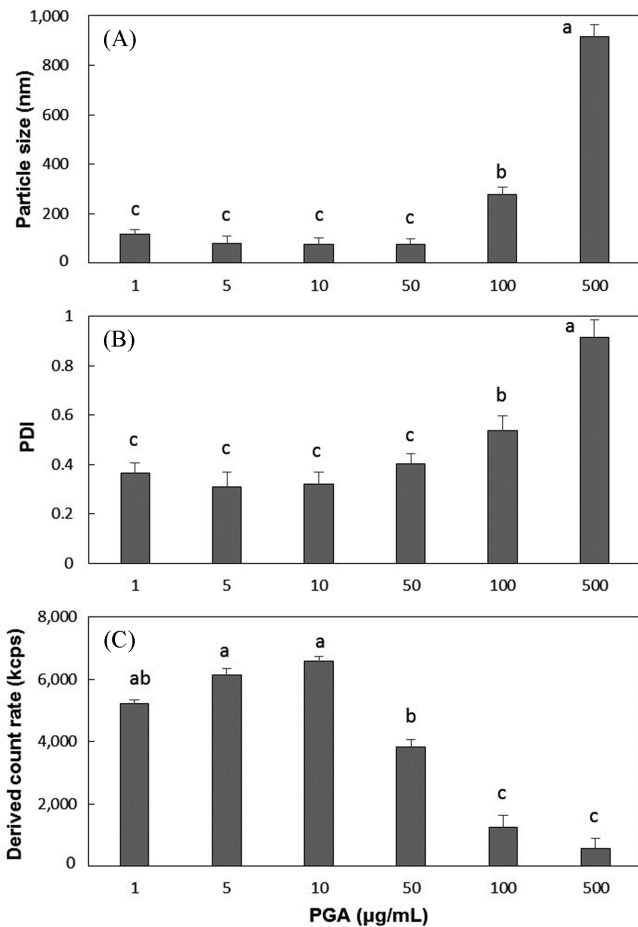 1,000
(A)
a
800
600
400
b
c
c
c
c
200
0
Particle size (nm)
1 5 10 50 100 500
1
(B)
a
0.8
b
0.6
c
c
c
c
0.4
0.2
0
PDI
1 5 10 50 100 500
8,000
(C)
a
a
ab
6,000
b
4,000
c
c
2,000
0
Derived count rate (kcps)
1 5 10 50 100 500
PGA (µg/mL)